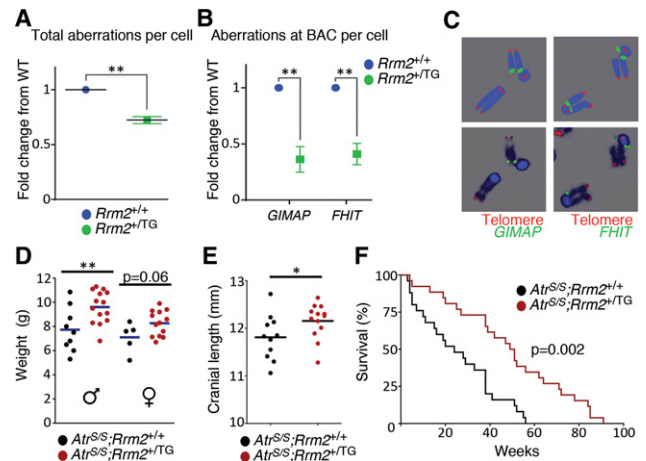 A
Total aberrations per cell
Fold change from WT
1
0.5
0
**
Rrm2+/+
Rrm2+/TG
B
Aberrations at BAC per cell
Rrm2+/+
Rrm2+/TG
Fold change from WT
1
0.5
0
** **
GIMAP FHIT
C
Telomere Telomere
GIMAP FHIT
D
Weight (g)
12
10
8
6
4
2
0
** p=0.06
♂ ♀
AtrS/S;Rrm2+/+
AtrS/S;Rrm2+/TG
E
Cranial length (mm)
13
12
11
*
AtrS/S;Rrm2+/+
AtrS/S;Rrm2+/TG
F
Survival (%)
100
75
50
25
0 20 40 60 80 100
Weeks
AtrS/S;Rrm2+/+
AtrS/S;Rrm2+/TG
p=0.002